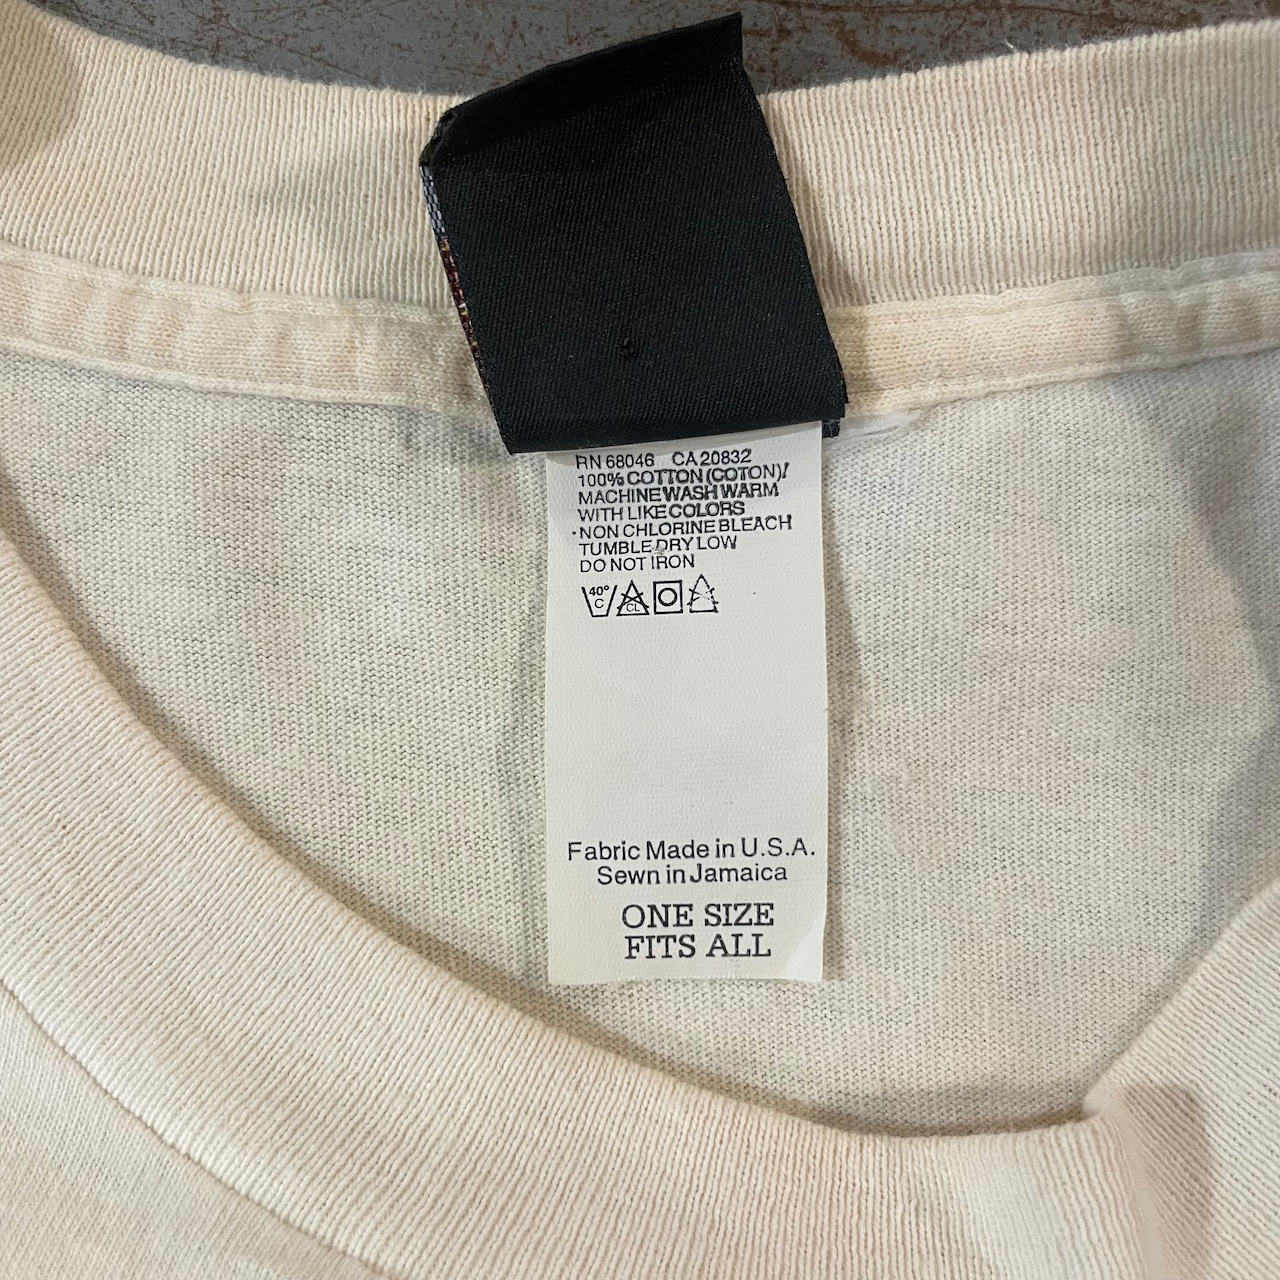 RN 68046 CA 20832
100% COTTON (COTON)/
MACHINE WASH WARM
WITH LIKE COLORS
·NON CHLORINE BLEACH
TUMBLE DRY LOW
DO NOT IRON
40° C CL
Fabric Made in U.S.A.
Sewn in Jamaica
ONE SIZE
FITS ALL